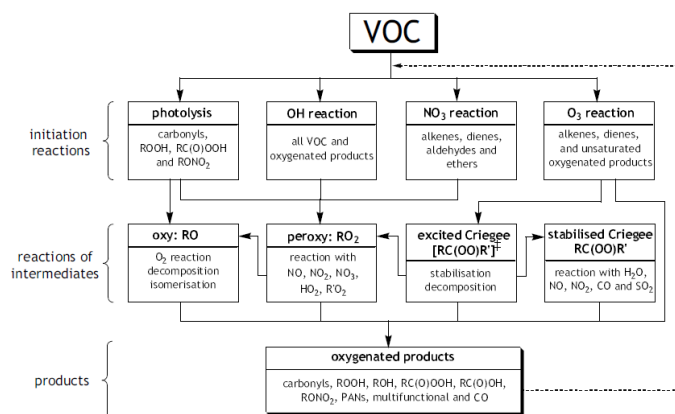 VOC
initiation
reactions
photolysis
carbonyls,
ROOH, RC(O)OOH
and RONO₂
OH reaction
all VOC and
oxygenated products
NO₃ reaction
alkenes, dienes,
aldehydes and
ethers
O₃ reaction
alkenes, dienes,
and unsaturated
oxygenated products
reactions of
intermediates
oxy: RO
O₂ reaction
decomposition
isomerisation
peroxy: RO₂
reaction with
NO, NO₂, NO₃,
HO₂, R'O₂
excited Criegee
[RC(OO)R']‡
stabilisation
decomposition
stabilised Criegee
RC(OO)R'
reaction with H₂O,
NO, NO₂, CO and SO₂
products
oxygenated products
carbonyls, ROOH, ROH, RC(O)OOH, RC(O)OH,
RONO₂, PANs, multifunctional and CO